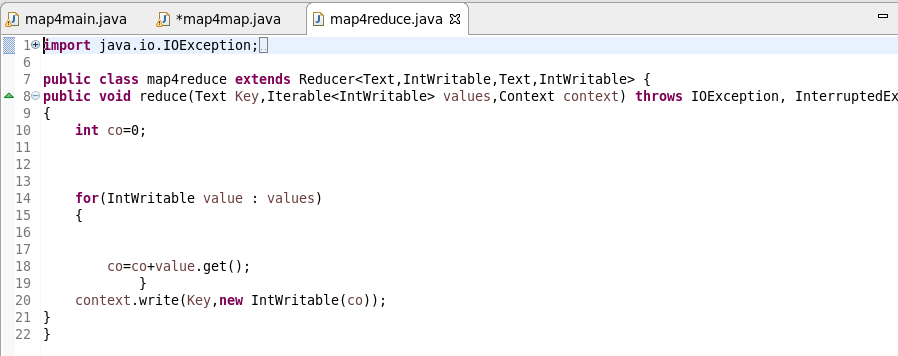 map4main.java *map4map.java map4reduce.java
1 import java.io.IOException;
6
7 public class map4reduce extends Reducer<Text,IntWritable,Text,IntWritable> {
8 public void reduce(Text Key,Iterable<IntWritable> values,Context context) throws IOException, InterruptedEx
9 {
10 int co=0;
11
12
13
14 for(IntWritable value : values)
15 {
16
17
18 co=co+value.get();
19 }
20 context.write(Key,new IntWritable(co));
21 }
22 }